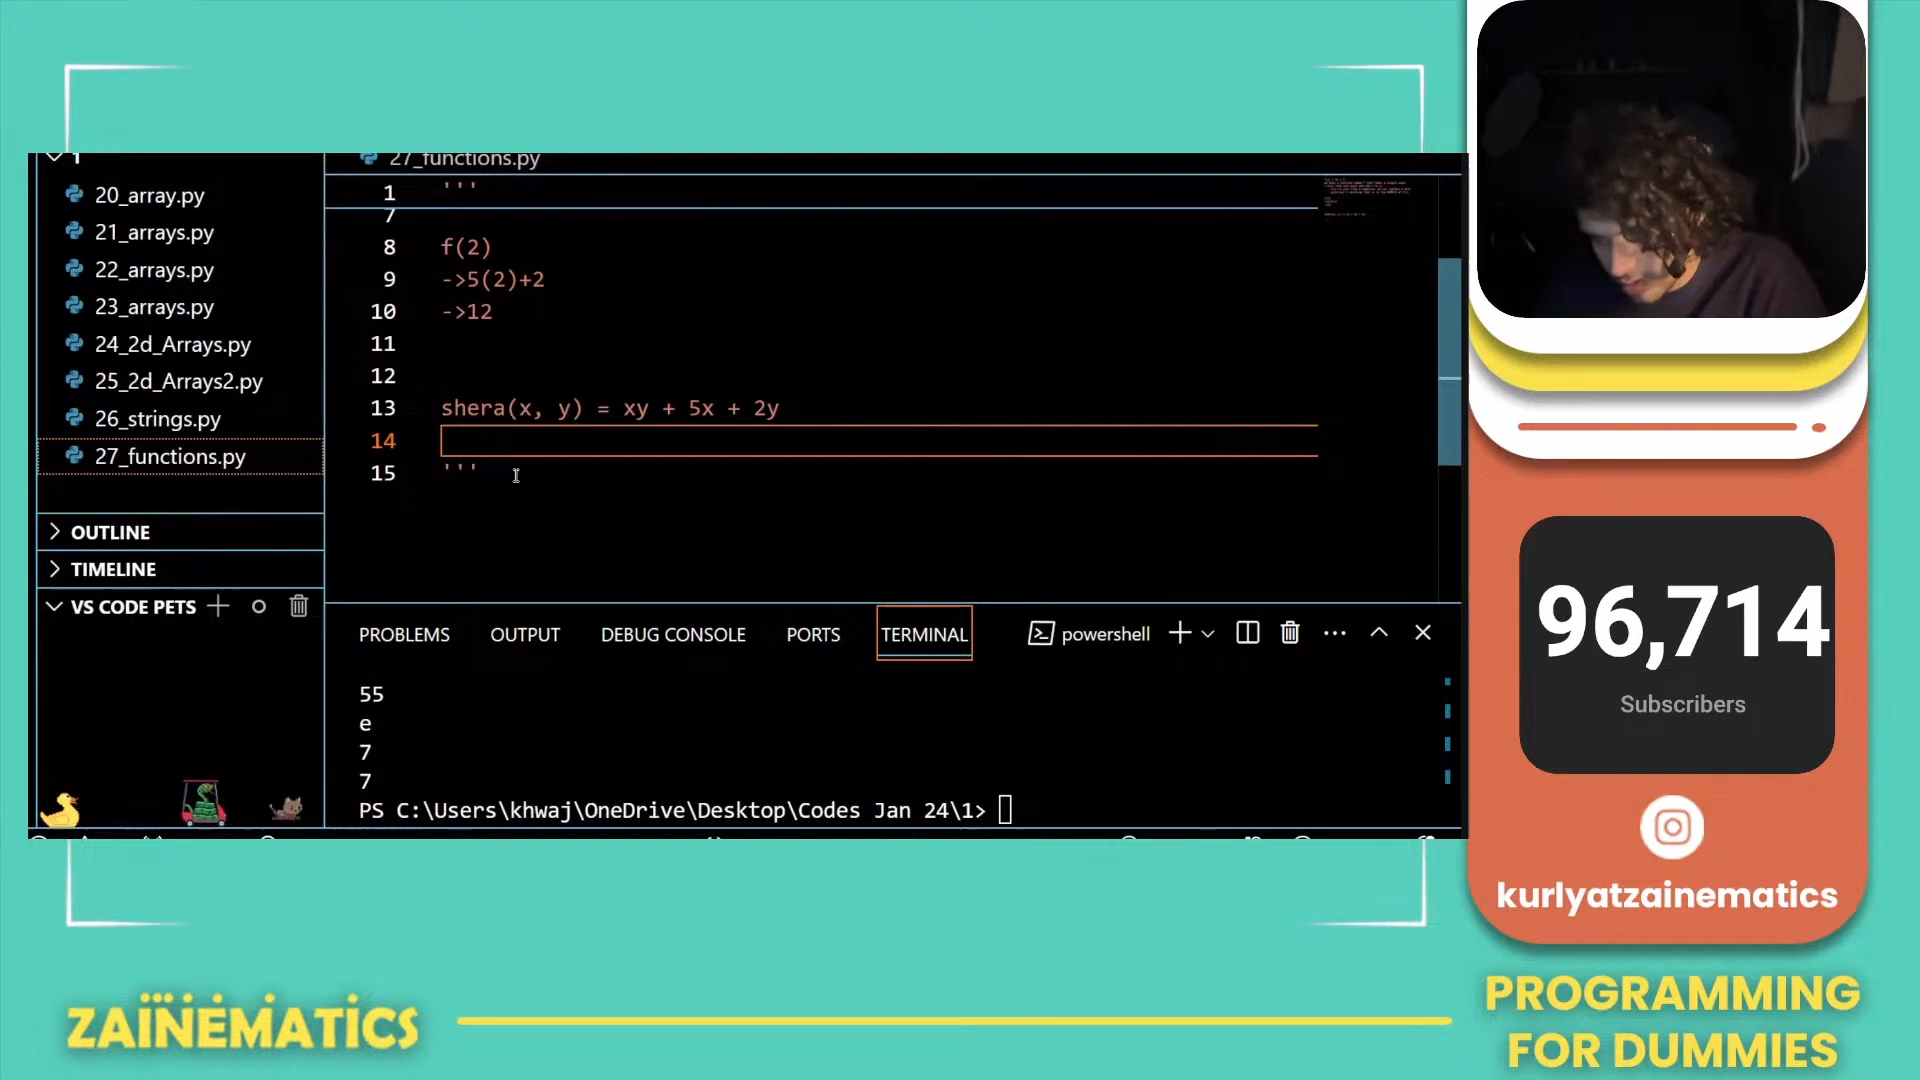 1
20_array.py
21_arrays.py
22_arrays.py
23_arrays.py
24_2d_Arrays.py
25_2d_Arrays2.py
26_strings.py
27_functions.py
OUTLINE
TIMELINE
VS CODE PETS
27_functions.py
1 '''
7
8 f(2)
9 ->5(2)+2
10 ->12
11
12
13 shera(x, y) = xy + 5x + 2y
14
15 '''
PROBLEMS OUTPUT DEBUG CONSOLE PORTS TERMINAL powershell
55
e
7
7
PS C:\Users\khwaj\OneDrive\Desktop\Codes Jan 24\1>
96,714
Subscribers
kurlyatzainematics
ZAINEMATICS
PROGRAMMING
FOR DUMMIES